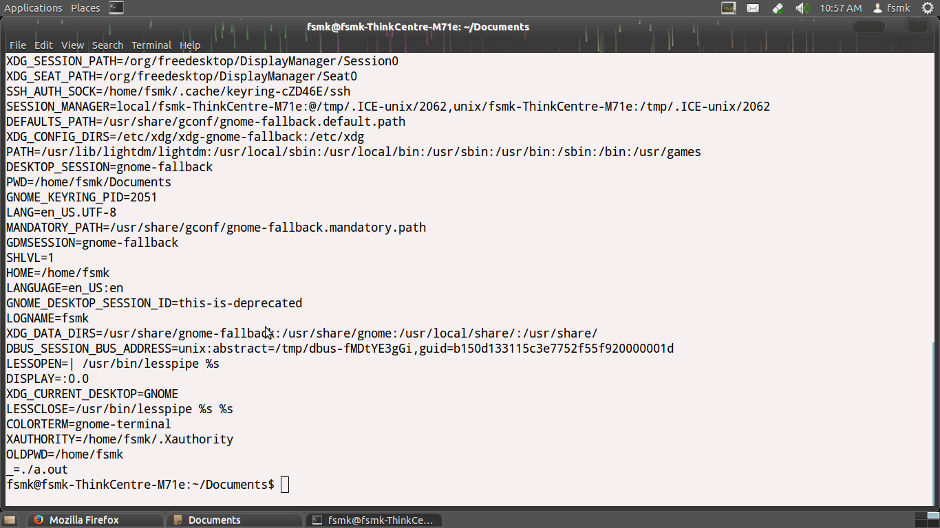 Applications Places 10:57 AM fsmk
fsmk@fsmk-ThinkCentre-M71e: ~/Documents
File Edit View Search Terminal Help
XDG_SESSION_PATH=/org/freedesktop/DisplayManager/Session0
XDG_SEAT_PATH=/org/freedesktop/DisplayManager/Seat0
SSH_AUTH_SOCK=/home/fsmk/.cache/keyring-cZD46E/ssh
SESSION_MANAGER=local/fsmk-ThinkCentre-M71e:@/tmp/.ICE-unix/2062,unix/fsmk-ThinkCentre-M71e:/tmp/.ICE-unix/2062
DEFAULTS_PATH=/usr/share/gconf/gnome-fallback.default.path
XDG_CONFIG_DIRS=/etc/xdg/xdg-gnome-fallback:/etc/xdg
PATH=/usr/lib/lightdm/lightdm:/usr/local/sbin:/usr/local/bin:/usr/sbin:/usr/bin:/sbin:/bin:/usr/games
DESKTOP_SESSION=gnome-fallback
PWD=/home/fsmk/Documents
GNOME_KEYRING_PID=2051
LANG=en_US.UTF-8
MANDATORY_PATH=/usr/share/gconf/gnome-fallback.mandatory.path
GDMSESSION=gnome-fallback
SHLVL=1
HOME=/home/fsmk
LANGUAGE=en_US:en
GNOME_DESKTOP_SESSION_ID=this-is-deprecated
LOGNAME=fsmk
XDG_DATA_DIRS=/usr/share/gnome-fallback:/usr/share/gnome:/usr/local/share/:/usr/share/
DBUS_SESSION_BUS_ADDRESS=unix:abstract=/tmp/dbus-fMDtYE3gGi,guid=b150d133115c3e7752f55f920000001d
LESSOPEN=| /usr/bin/lesspipe %s
DISPLAY=:0.0
XDG_CURRENT_DESKTOP=GNOME
LESSCLOSE=/usr/bin/lesspipe %s %s
COLORTERM=gnome-terminal
XAUTHORITY=/home/fsmk/.Xauthority
OLDPWD=/home/fsmk
_=./a.out
fsmk@fsmk-ThinkCentre-M71e:~/Documents$
Mozilla Firefox Documents fsmk@fsmk-ThinkCe...